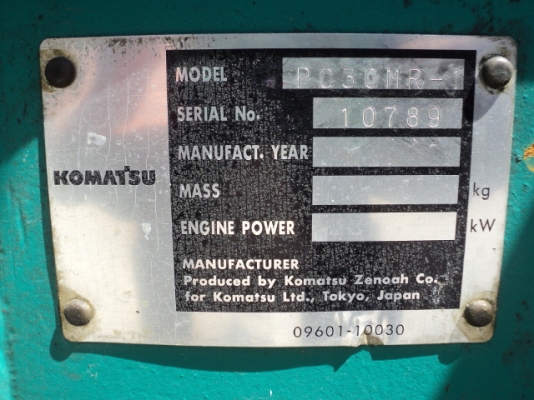 MODEL PC30MR-1
SERIAL No. 10789
MANUFACT. YEAR
KOMATSU
MASS kg
ENGINE POWER kW
MANUFACTURER
Produced by Komatsu Zenoah Co.
for Komatsu Ltd., Tokyo, Japan
09601-10030